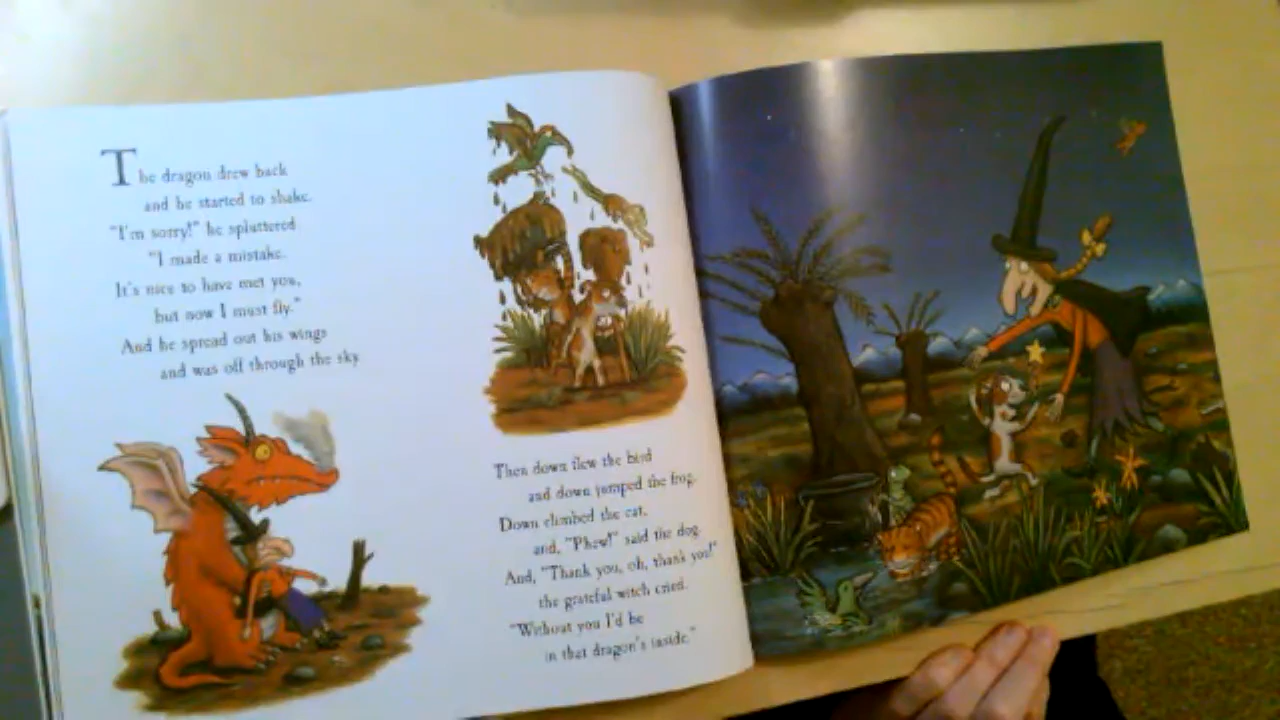 The dragon drew back
and he started to shake.
"I'm sorry!" he spluttered
"I made a mistake.
It's nice to have met you,
but now I must fly."
And he spread out his wings
and was off through the sky.
Then down flew the bird
and down jumped the frog.
Down climbed the cat,
and, "Phew!" said the dog.
And, "Thank you, oh, thank you!"
the grateful witch cried.
"Without you I'd be
in that dragon's inside."